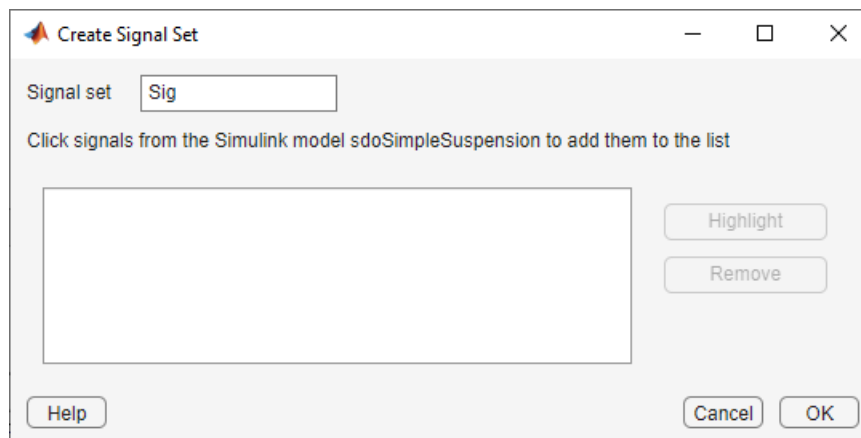 Create Signal Set
Signal set Sig
Click signals from the Simulink model sdoSimpleSuspension to add them to the list
Highlight
Remove
Help Cancel OK